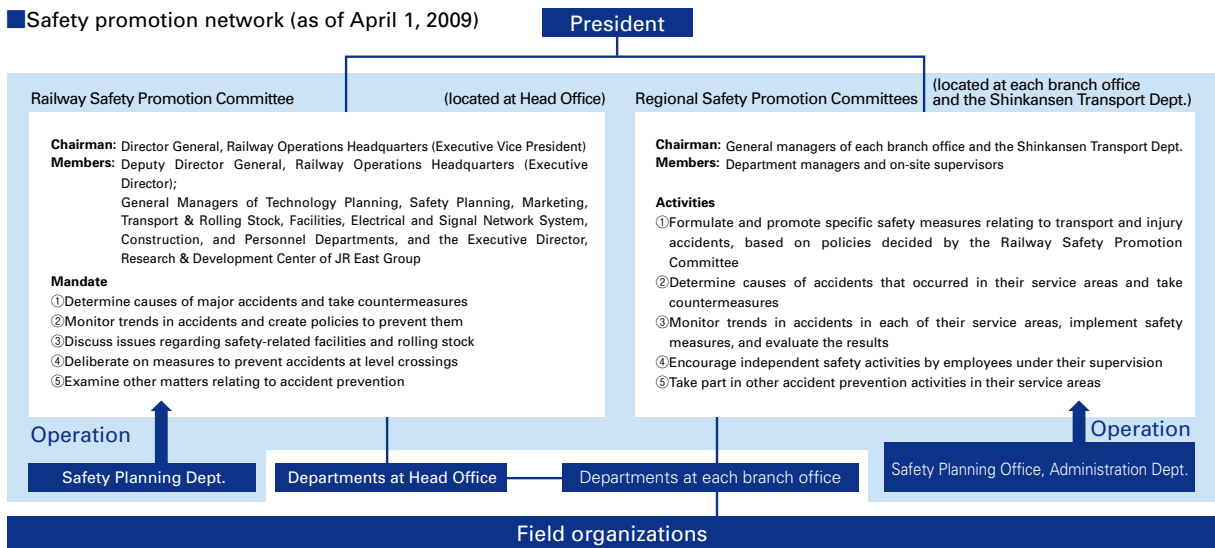 ■Safety promotion network (as of April 1, 2009)
President
Railway Safety Promotion Committee
(located at Head Office)
Chairman: Director General, Railway Operations Headquarters (Executive Vice President)
Members: Deputy Director General, Railway Operations Headquarters (Executive
Director);
General Managers of Technology Planning, Safety Planning, Marketing,
Transport & Rolling Stock, Facilities, Electrical and Signal Network System,
Construction, and Personnel Departments, and the Executive Director,
Research & Development Center of JR East Group
Mandate
①Determine causes of major accidents and take countermeasures
②Monitor trends in accidents and create policies to prevent them
③Discuss issues regarding safety-related facilities and rolling stock
④Deliberate on measures to prevent accidents at level crossings
⑤Examine other matters relating to accident prevention
Operation
Safety Planning Dept.
Regional Safety Promotion Committees
(located at each branch office
and the Shinkansen Transport Dept.)
Chairman: General managers of each branch office and the Shinkansen Transport Dept.
Members: Department managers and on-site supervisors
Activities
①Formulate and promote specific safety measures relating to transport and injury
accidents, based on policies decided by the Railway Safety Promotion
Committee
②Determine causes of accidents that occurred in their service areas and take
countermeasures
③Monitor trends in accidents in each of their service areas, implement safety
measures, and evaluate the results
④Encourage independent safety activities by employees under their supervision
⑤Take part in other accident prevention activities in their service areas
Operation
Safety Planning Office, Administration Dept.
Departments at Head Office
Departments at each branch office
Field organizations